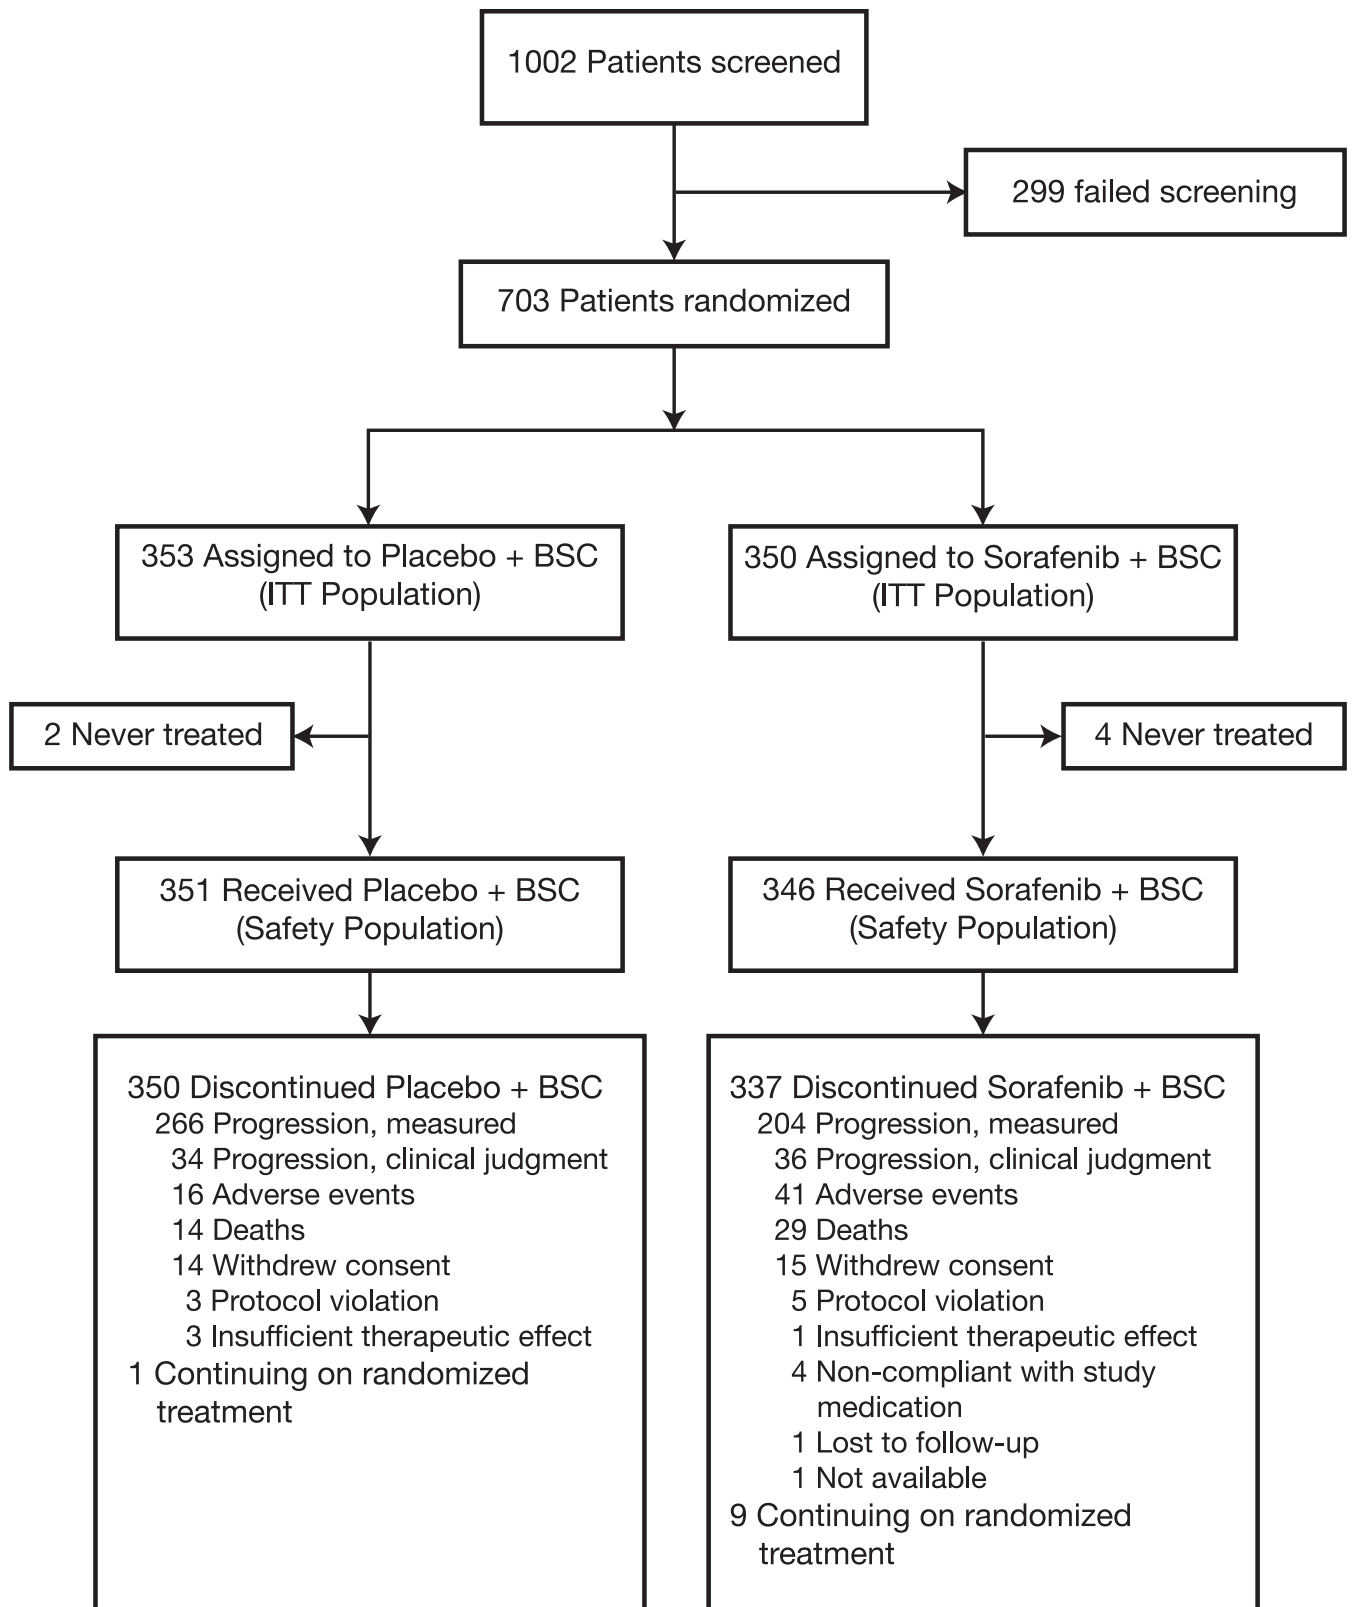 1002 Patients screened
299 failed screening
703 Patients randomized
353 Assigned to Placebo + BSC
(ITT Population)
350 Assigned to Sorafenib + BSC
(ITT Population)
2 Never treated
4 Never treated
351 Received Placebo + BSC
(Safety Population)
346 Received Sorafenib + BSC
(Safety Population)
350 Discontinued Placebo + BSC
266 Progression, measured
34 Progression, clinical judgment
16 Adverse events
14 Deaths
14 Withdrew consent
3 Protocol violation
3 Insufficient therapeutic effect
1 Continuing on randomized
treatment
337 Discontinued Sorafenib + BSC
204 Progression, measured
36 Progression, clinical judgment
41 Adverse events
29 Deaths
15 Withdrew consent
5 Protocol violation
1 Insufficient therapeutic effect
4 Non-compliant with study
medication
1 Lost to follow-up
1 Not available
9 Continuing on randomized
treatment